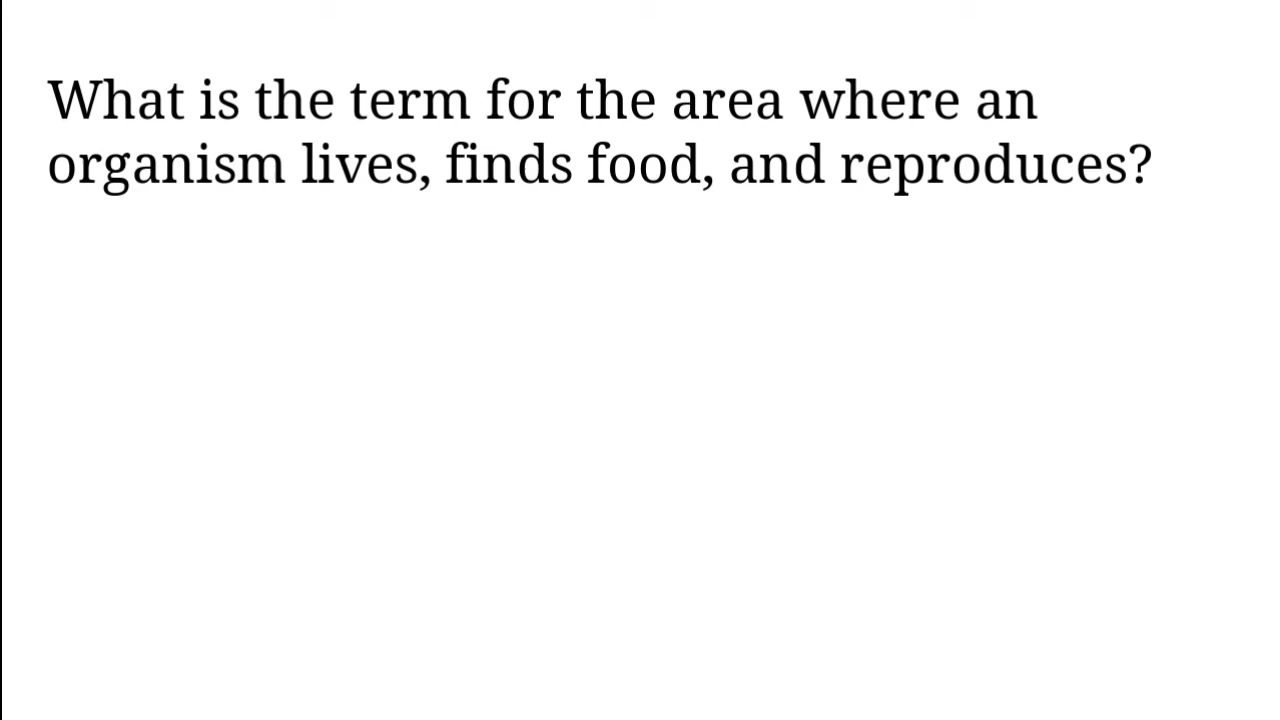 What is the term for the area where an
organism lives, finds food, and reproduces?